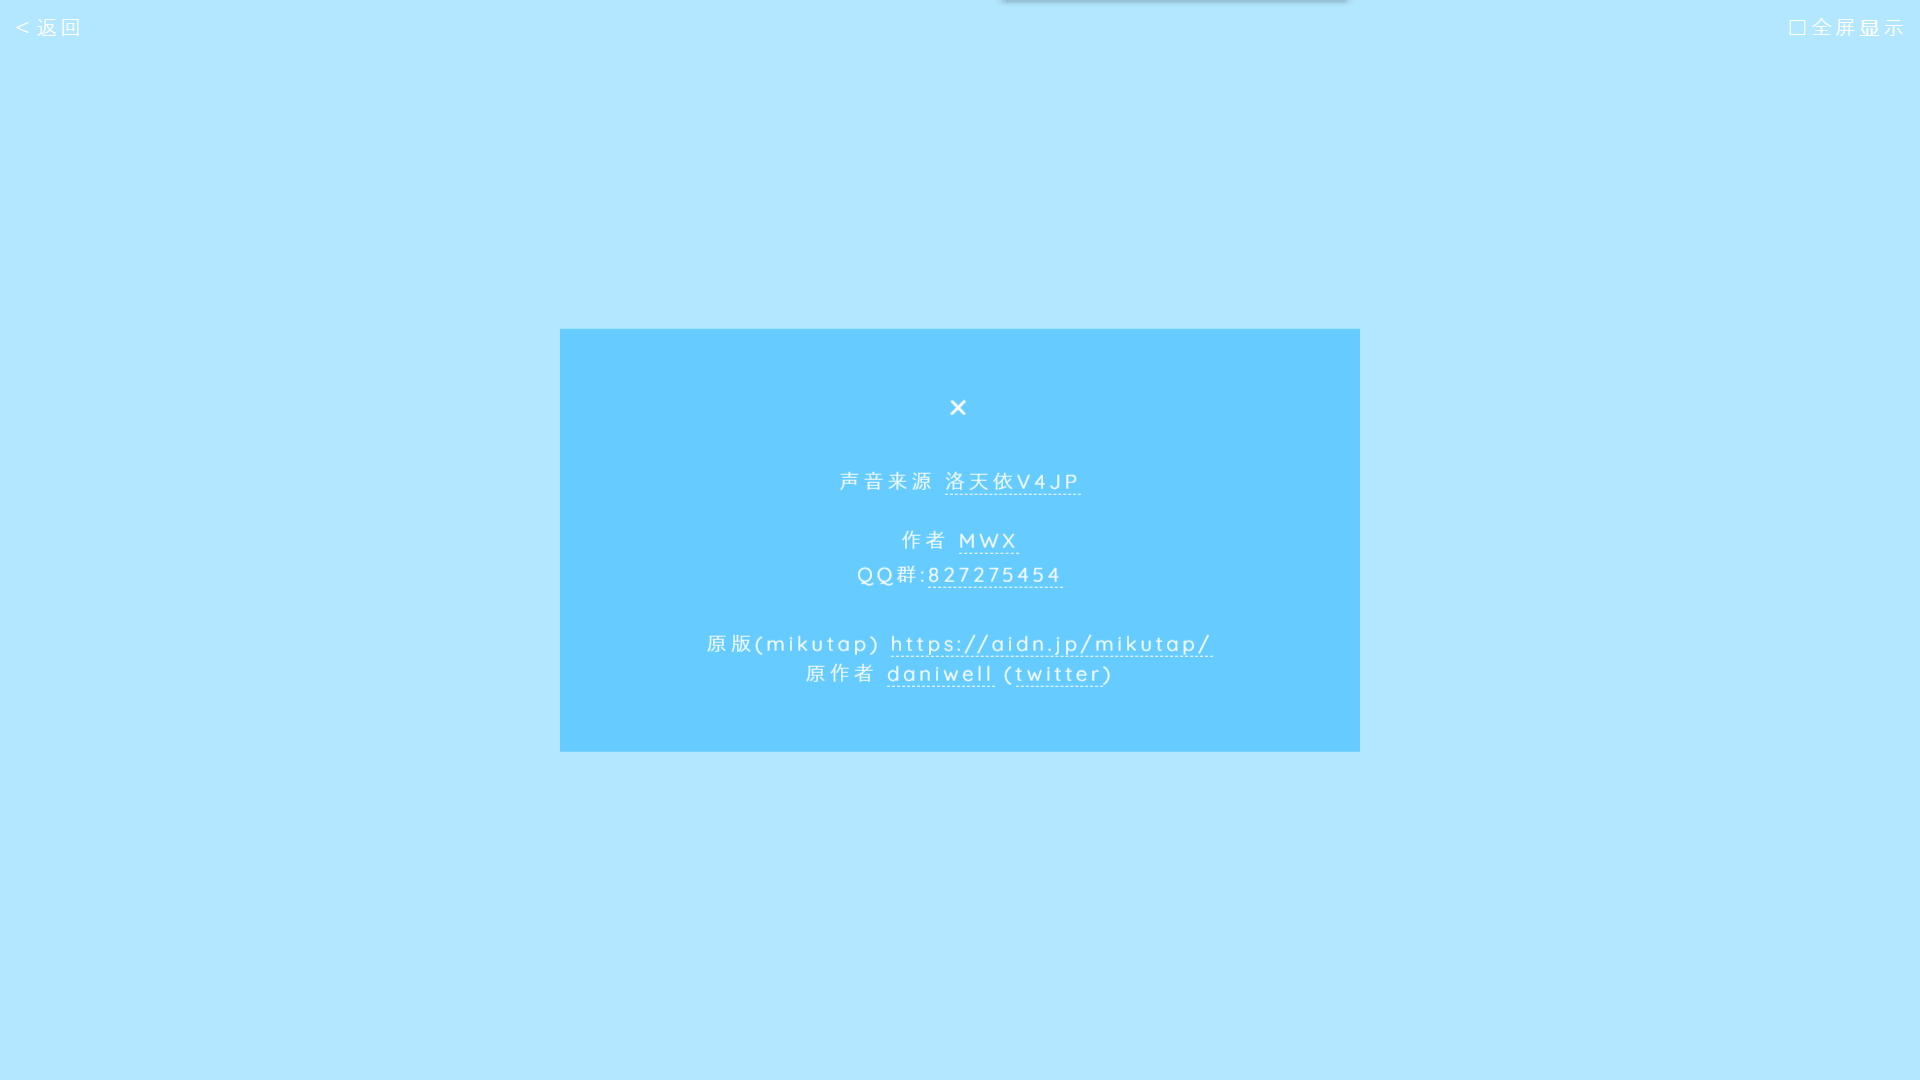 < 返回
□全屏显示
×
声音来源 洛天依V4JP
作者 MWX
QQ群:827275454
原版(mikutap) https://aidn.jp/mikutap/
原作者 daniwell (twitter)